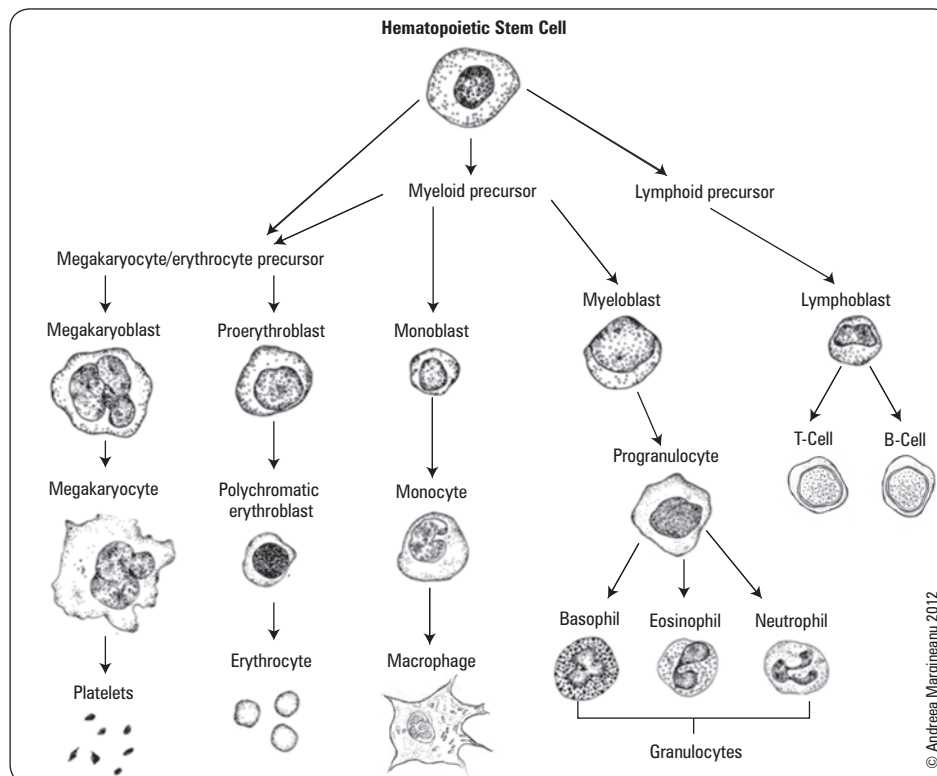 Hematopoietic Stem Cell
Myeloid precursor
Lymphoid precursor
Megakaryocyte/erythrocyte precursor
Megakaryoblast
Proerythroblast
Monoblast
Myeloblast
Lymphoblast
T-Cell
B-Cell
Progranulocyte
Megakaryocyte
Polychromatic
erythroblast
Monocyte
Basophil
Eosinophil
Neutrophil
Platelets
Erythrocyte
Macrophage
Granulocytes
© Andreea Margineanu 2012